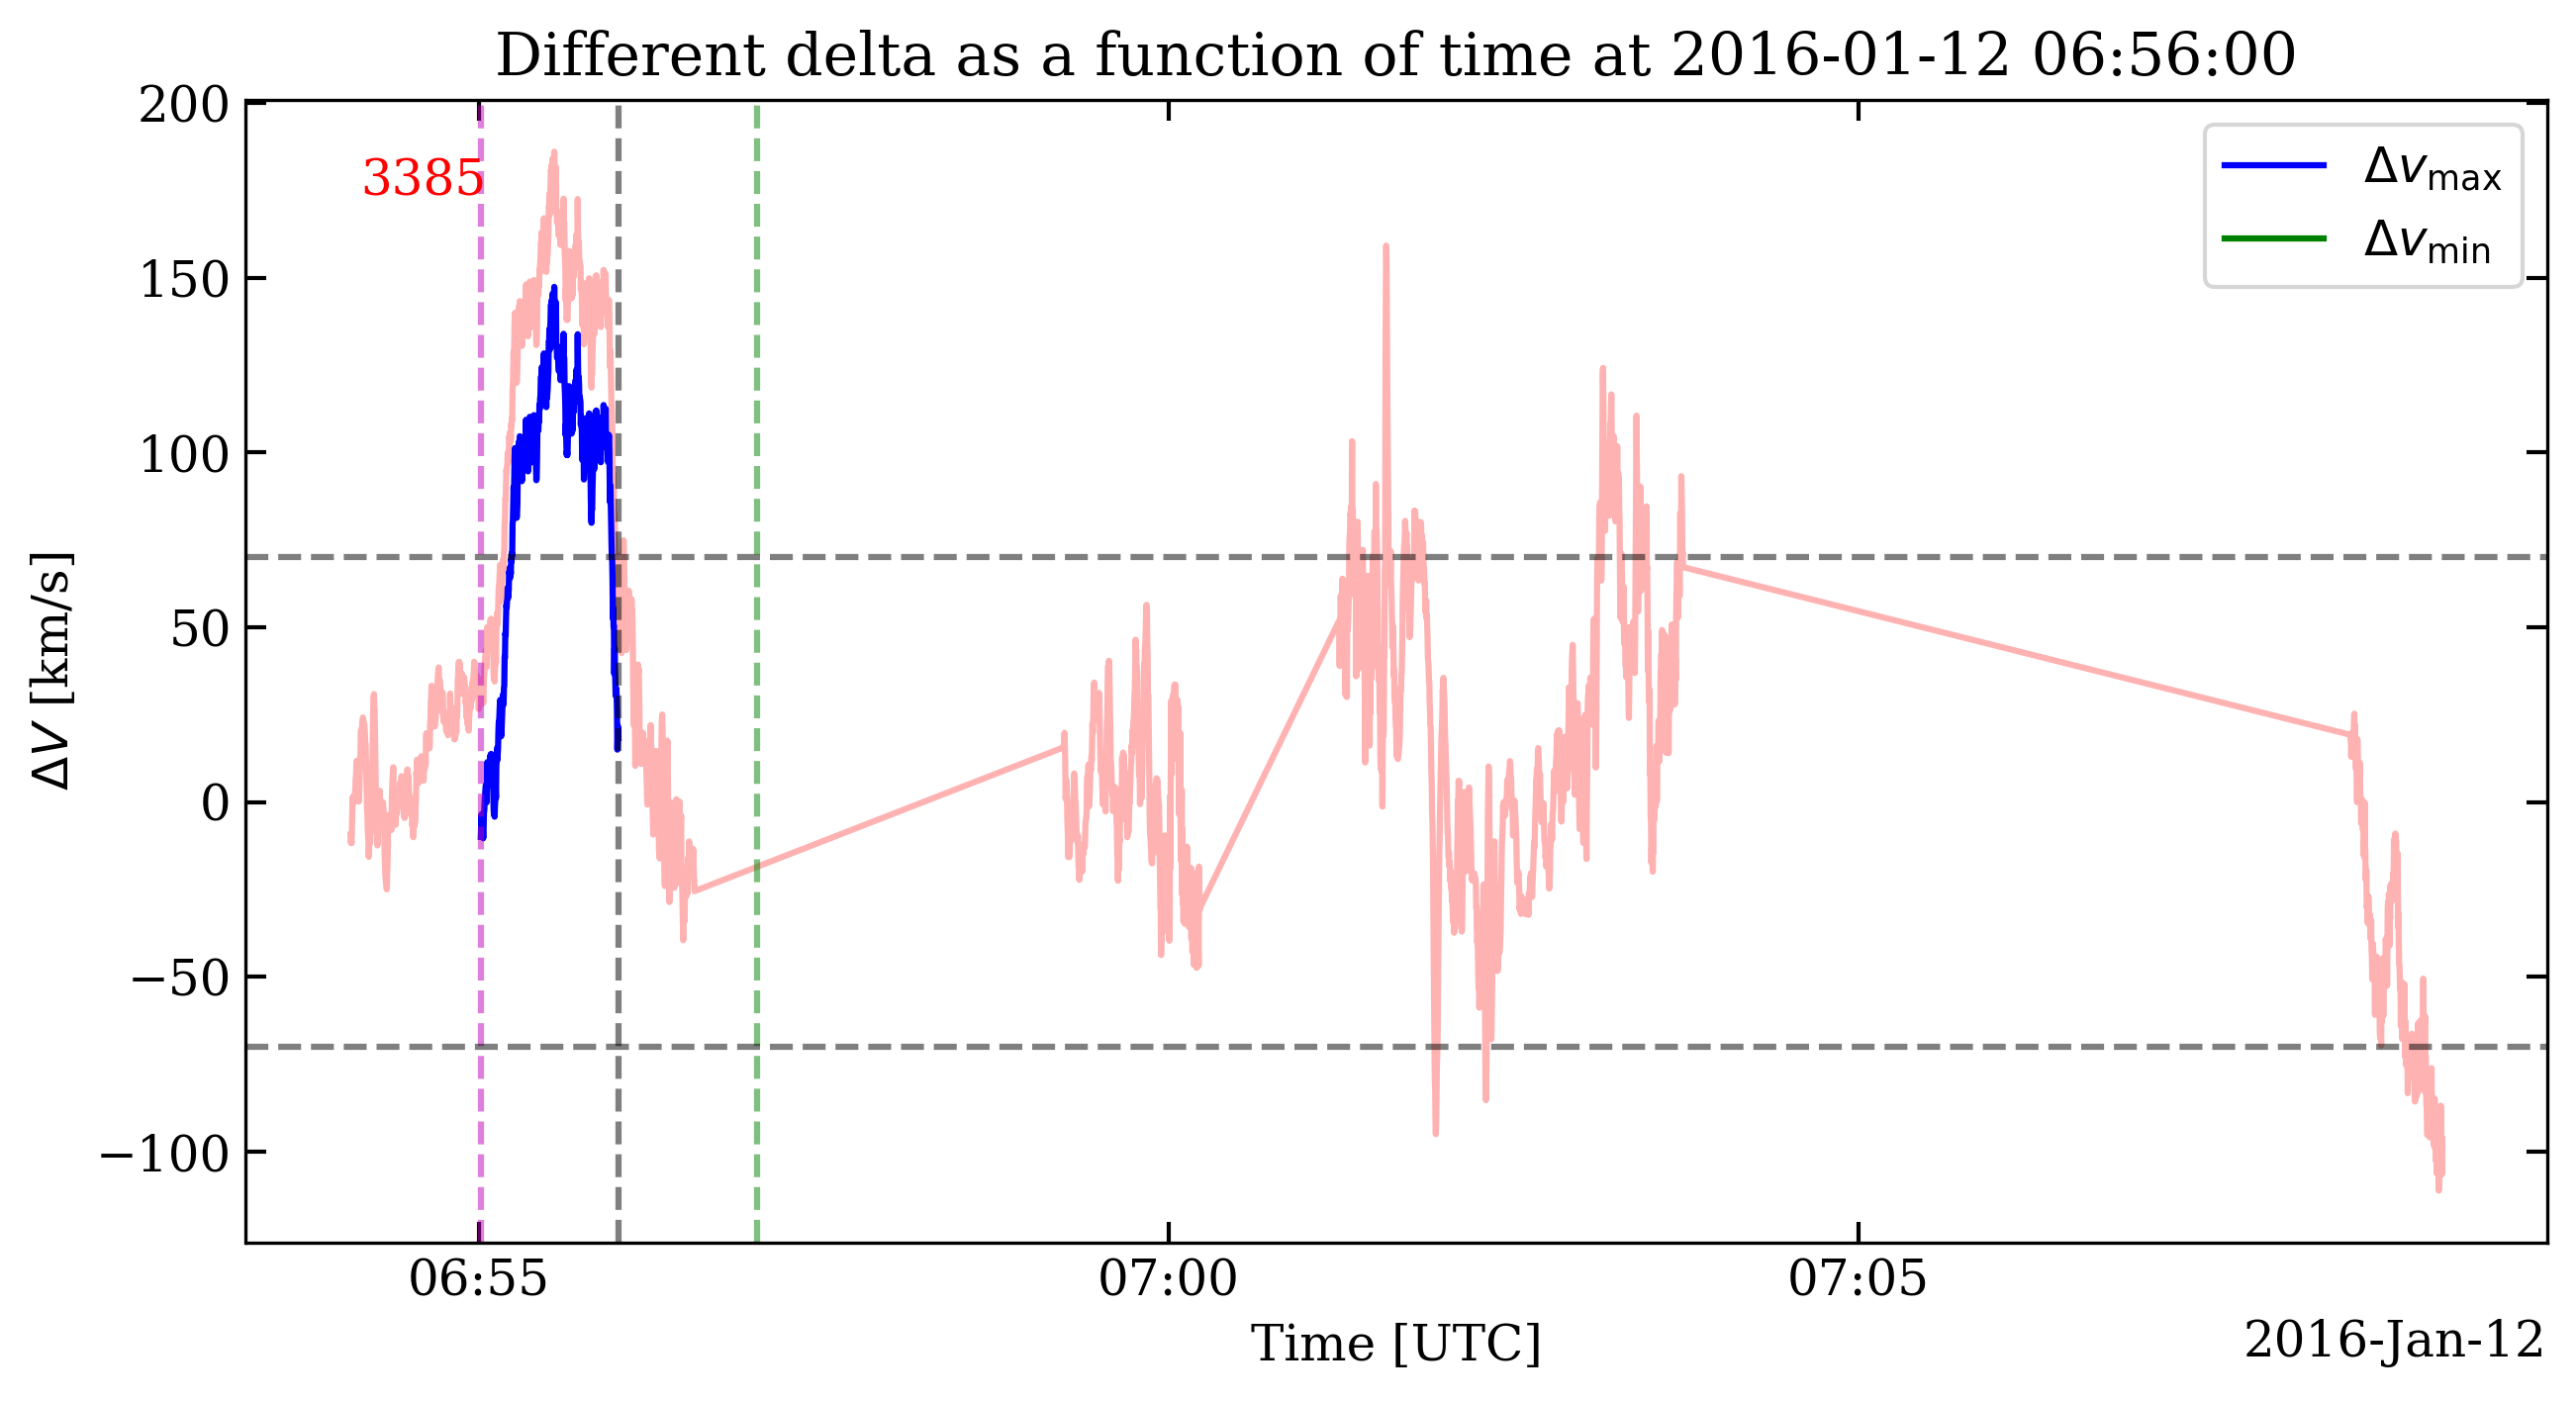 Different delta as a function of time at 2016-01-12 06:56:00
200
150
100
50
0
−50
−100
ΔV [km/s]
3385
Δv_max
Δv_min
06:55
07:00
07:05
Time [UTC]
2016-Jan-12